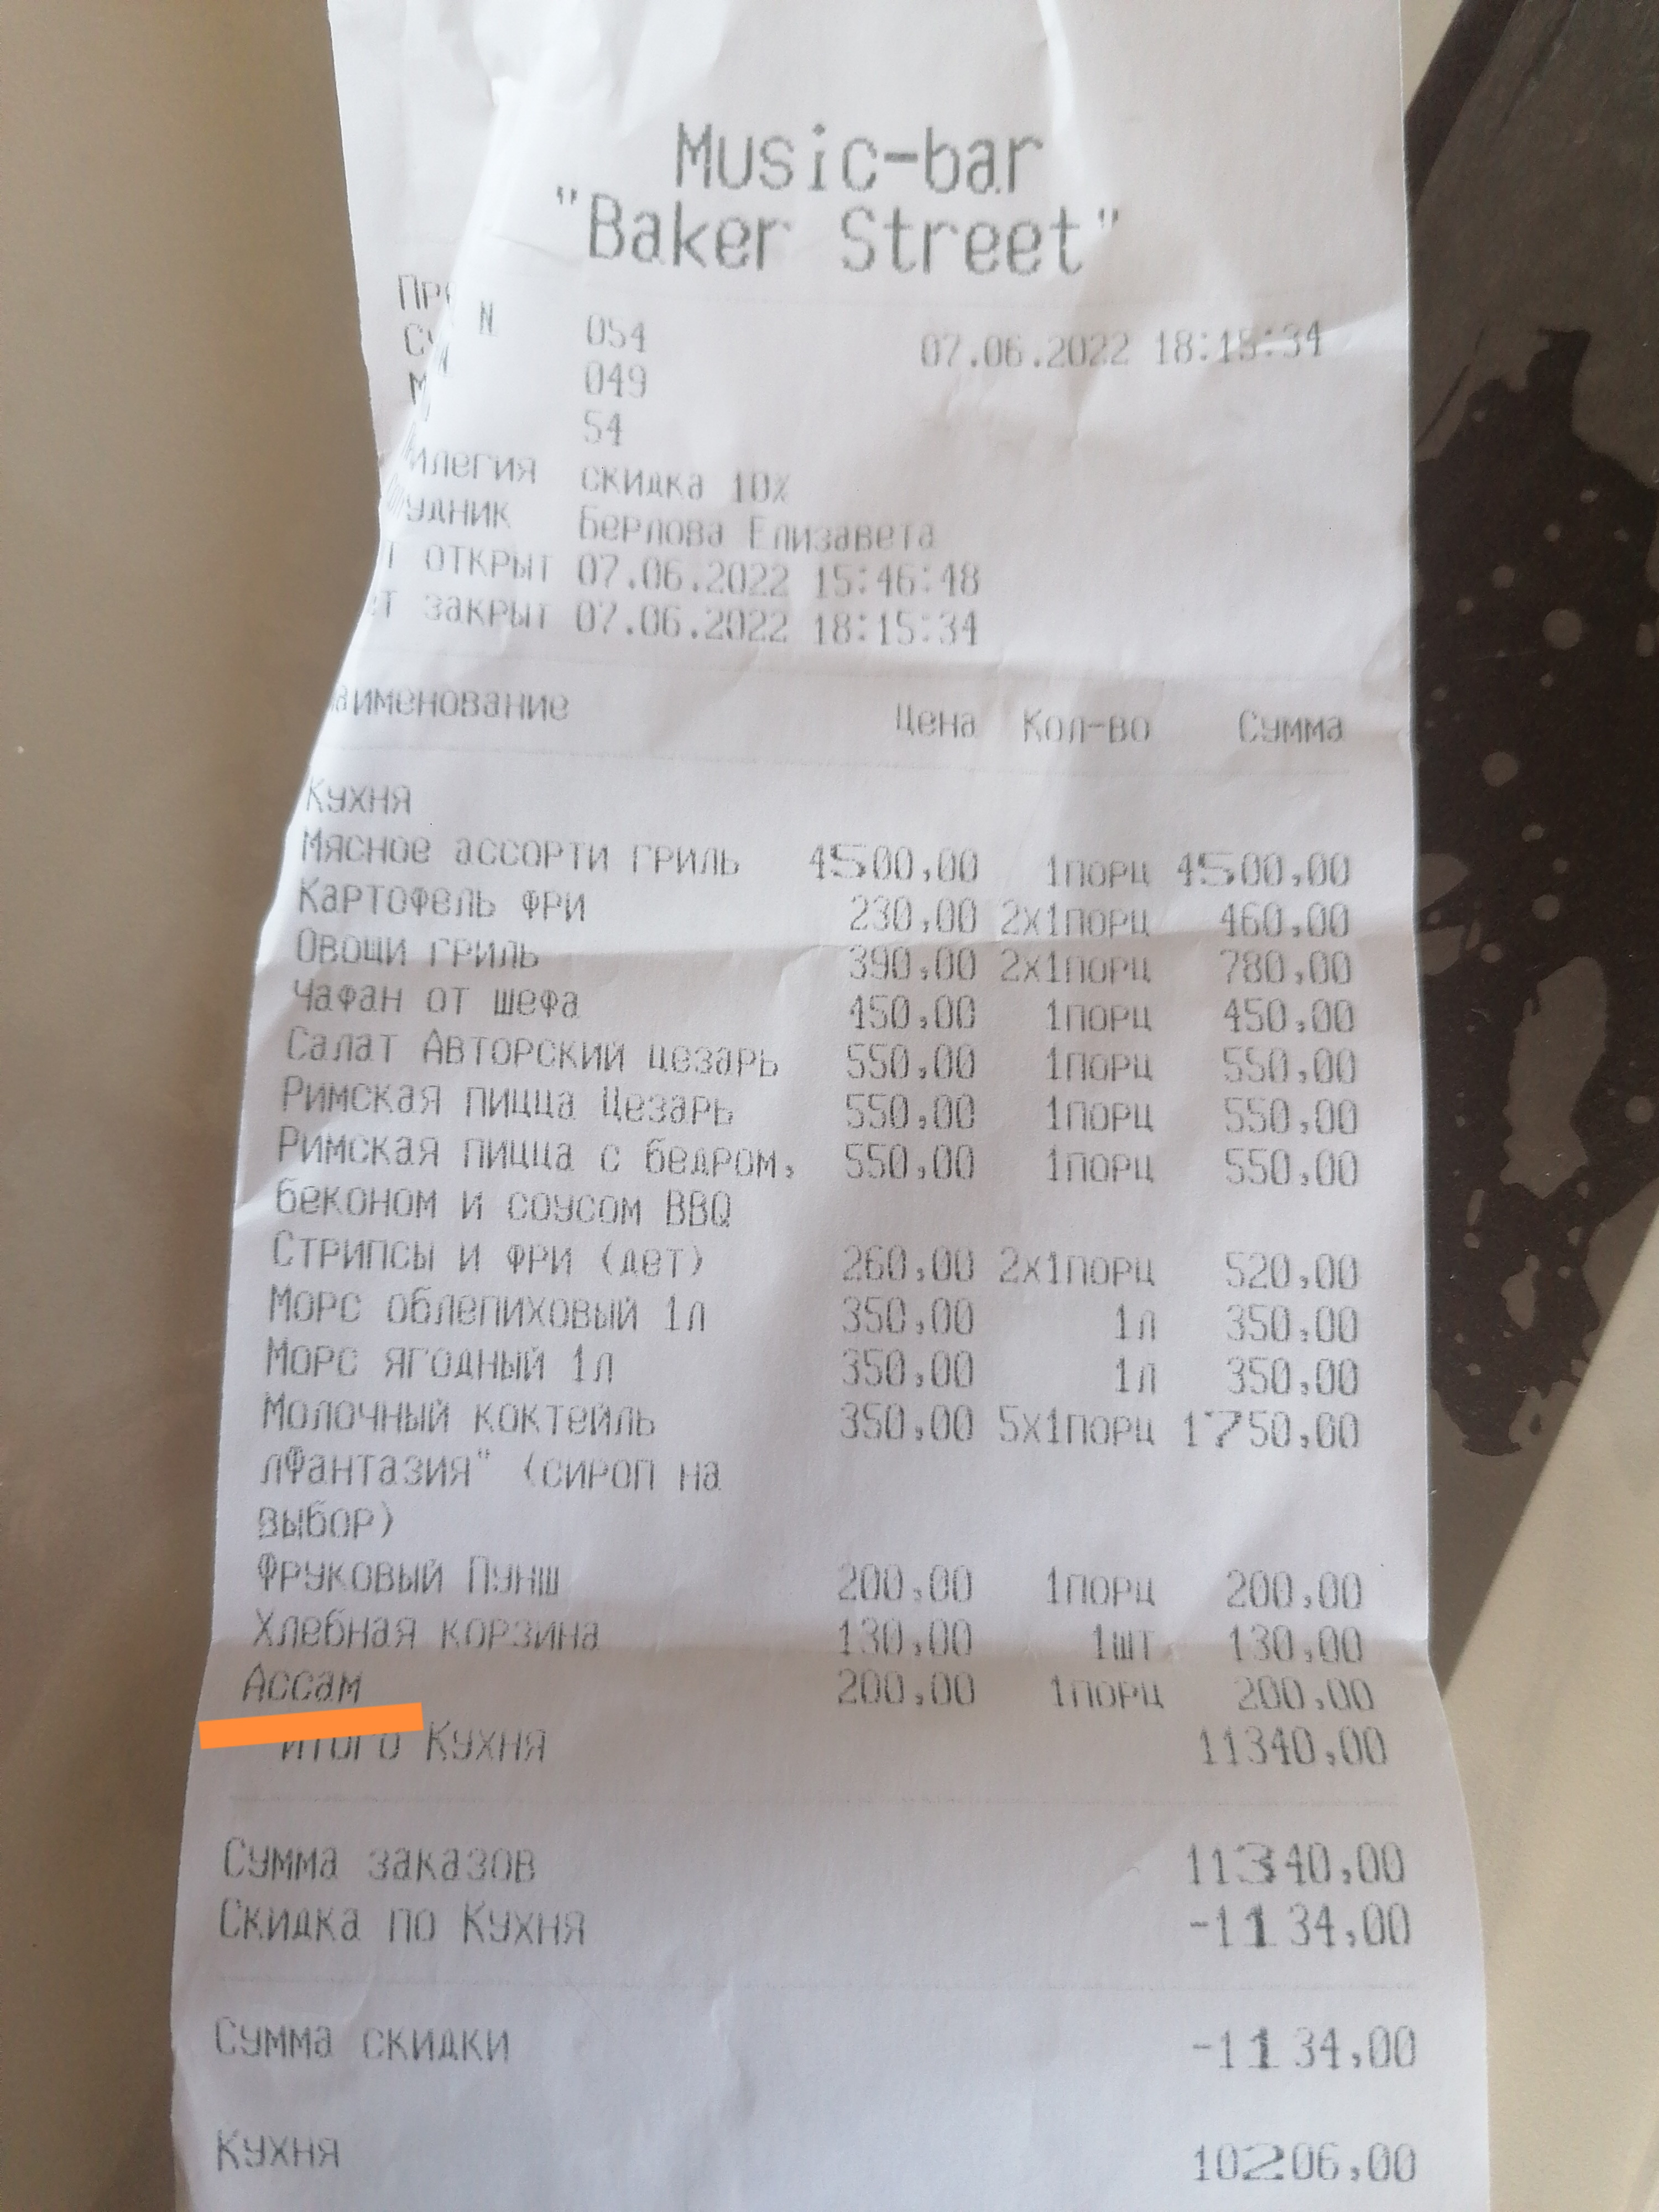 Music-bar
"Baker Street"
N 054 07.06.2022 18:15:34
049
54
скидка 10%
Берлова Елизавета
открыт 07.06.2022 15:46:48
закрыт 07.06.2022 18:15:34
аименование Цена Кол-во Сумма
Кухня
Мясное ассорти гриль 4500,00 1порц 4500,00
Картофель фри 230,00 2x1порц 460,00
Овощи гриль 390,00 2x1порц 780,00
Чафан от шефа 450,00 1порц 450,00
Салат Авторский цезарь 550,00 1порц 550,00
Римская пицца Цезарь 550,00 1порц 550,00
Римская пицца с бедром, 550,00 1порц 550,00
беконом и соусом BBQ
Стрипсы и фри (дет) 260,00 2x1порц 520,00
Морс облепиховый 1л 350,00 1л 350,00
Морс ягодный 1л 350,00 1л 350,00
Молочный коктейль 350,00 5x1порц 1750,00
лФантазия" (сироп на
выбор)
Фруковый Пунш 200,00 1порц 200,00
Хлебная корзина 130,00 1шт 130,00
Ассам 200,00 1порц 200,00
Итого Кухня 11340,00
Сумма заказов 11340,00
Скидка по Кухня -1134,00
Сумма скидки -1134,00
Кухня 10206,00